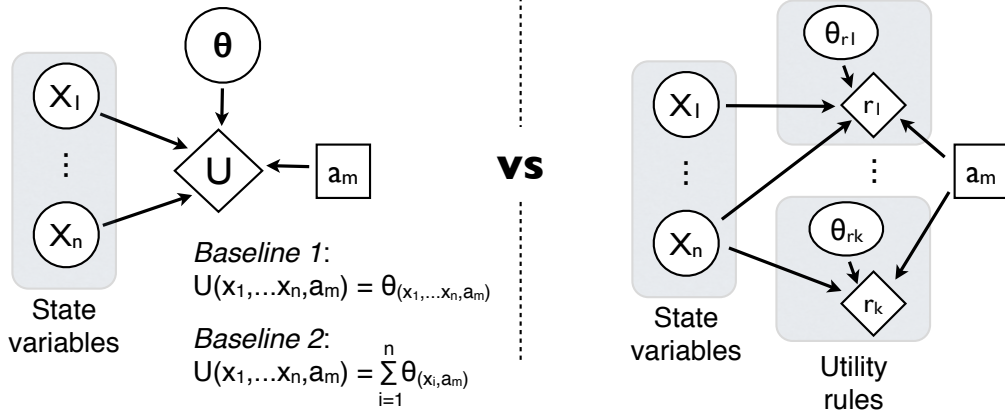 θ
X₁
⋮
Xₙ
U
aₘ
State
variables
Baseline 1:
U(x₁,...xₙ,aₘ) = θ₍ₓ₁,...ₓₙ,ₐₘ₎
Baseline 2:
U(x₁,...xₙ,aₘ) = ∑ⁿᵢ₌₁ θ₍ₓᵢ,ₐₘ₎
vs
θr1
X₁
r₁
⋮
⋮
aₘ
Xₙ
θrk
rₖ
State
variables
Utility
rules